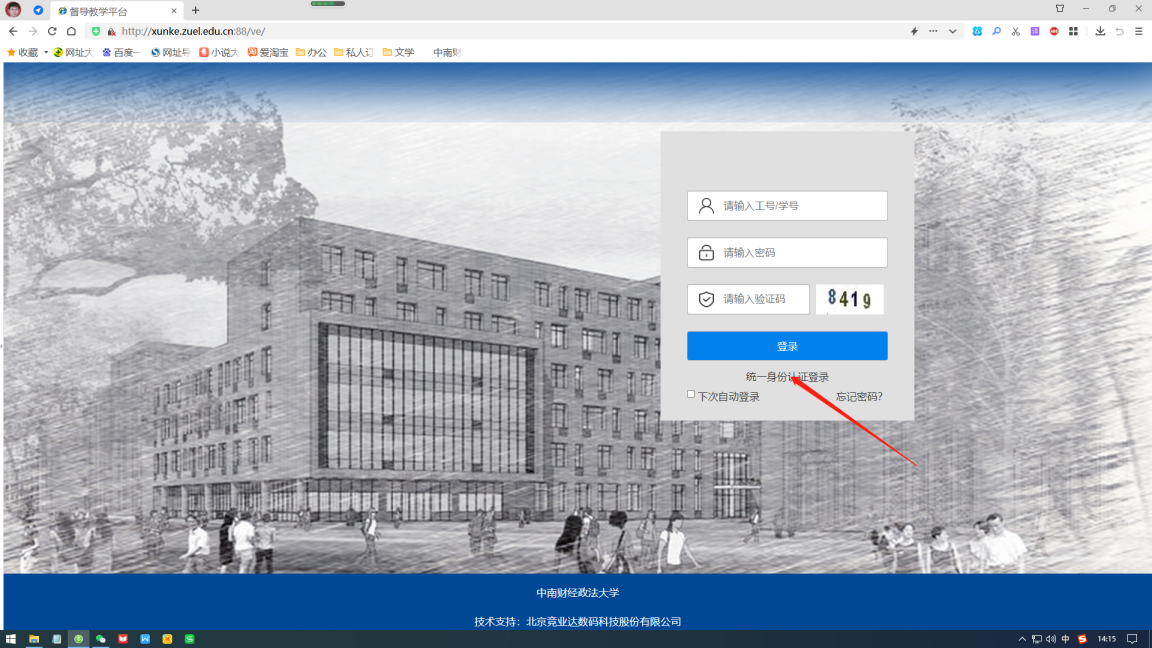 督导教学平台
http://xunke.zuel.edu.cn:88/ve/
收藏 网址大 百度一 网址导 小说大 爱淘宝 办公 私人订 文学 中南财
请输入工号/学号
请输入密码
请输入验证码 8419
登录
统一身份认证登录
下次自动登录 忘记密码?
中南财经政法大学
技术支持：北京竞业达数码科技股份有限公司
中 14:15